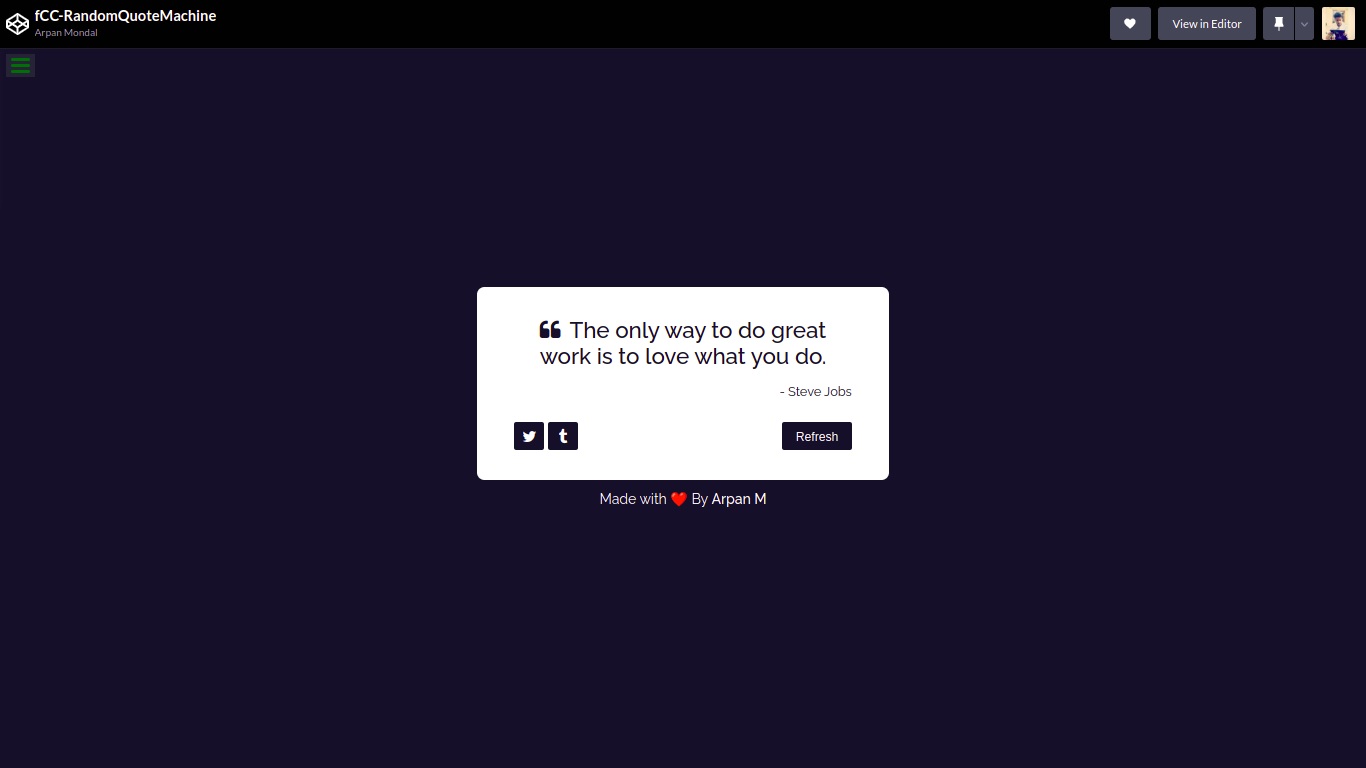 fCC-RandomQuoteMachine
Arpan Mondal
View in Editor
The only way to do great
work is to love what you do.
- Steve Jobs
Refresh
Made with ❤️ By Arpan M